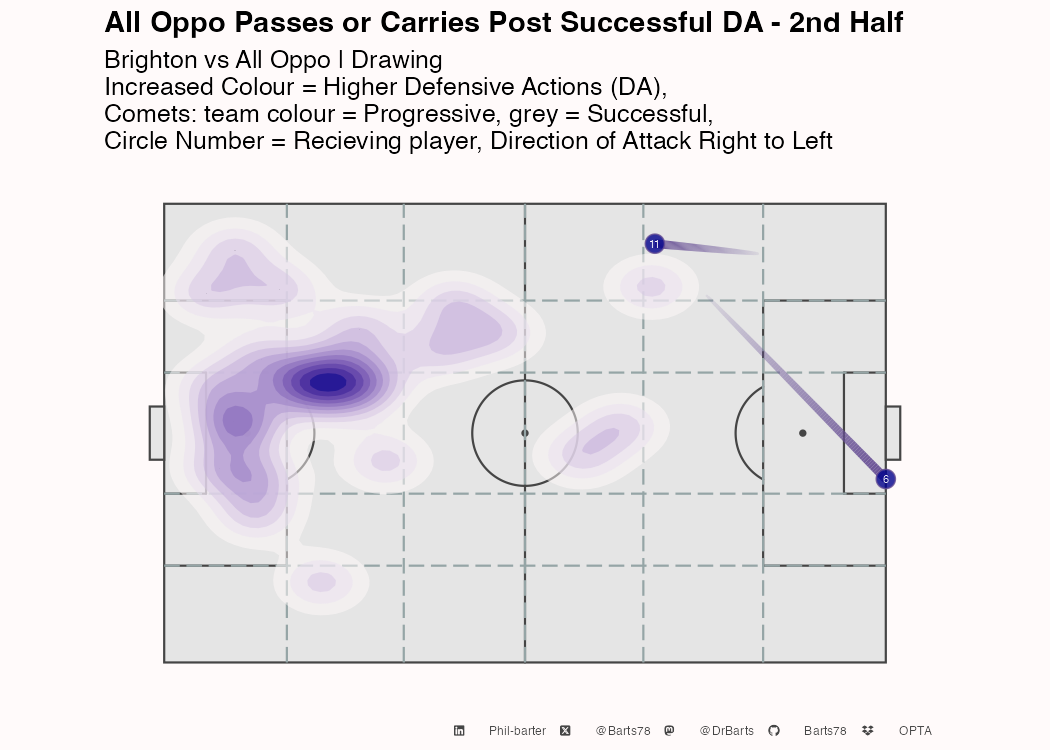 All Oppo Passes or Carries Post Successful DA - 2nd Half
Brighton vs All Oppo | Drawing
Increased Colour = Higher Defensive Actions (DA),
Comets: team colour = Progressive, grey = Successful,
Circle Number = Recieving player, Direction of Attack Right to Left
11
6
Phil-barter @Barts78 @DrBarts Barts78 OPTA